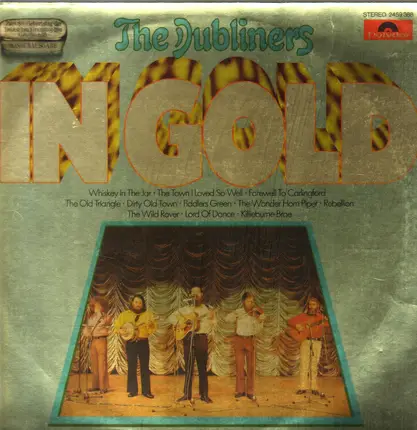 The Dubliners
STEREO 2459 366
Polydor
IN GOLD
Whiskey In The Jar • The Town I Loved So Well • Farewell To Carlingford
The Old Triangle • Dirty Old Town • Fiddlers Green • The Wonder Horn Piper • Rebellion
The Wild Rover • Lord Of Dance • Killieburne Brae